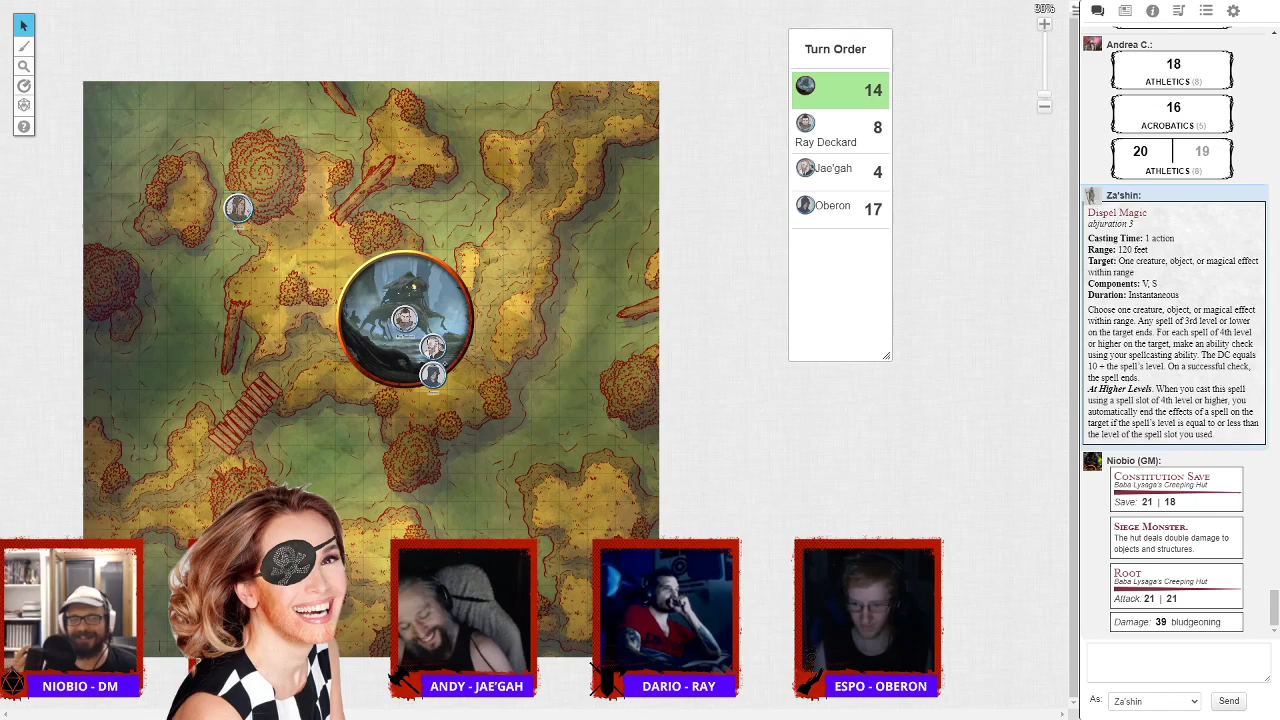 88%
Turn Order
14
8
Ray Deckard
Jae'gah
4
Oberon
17
NIOBIO - DM
ANDY - JAE'GAH
DARIO - RAY
ESPO - OBERON
Andrea C.:
18
ATHLETICS (8)
16
ACROBATICS (5)
20 19
ATHLETICS (8)
Za'shin:
Dispel Magic
abjuration 3
Casting Time: 1 action
Range: 120 feet
Target: One creature, object, or magical effect
within range
Components: V, S
Duration: Instantaneous
Choose one creature, object, or magical effect
within range. Any spell of 3rd level or lower
on the target ends. For each spell of 4th level
or higher on the target, make an ability check
using your spellcasting ability. The DC equals
10 + the spell's level. On a successful check,
the spell ends.
At Higher Levels. When you cast this spell
using a spell slot of 4th level or higher, you
automatically end the effects of a spell on the
target if the spell's level is equal to or less than
the level of the spell slot you used.
Niobio (GM):
CONSTITUTION SAVE
Baba Lysaga's Creeping Hut
Save: 21 | 18
SIEGE MONSTER.
The hut deals double damage to
objects and structures.
ROOT
Baba Lysaga's Creeping Hut
Attack: 21 | 21
Damage: 39 bludgeoning
As:
Za'shin
Send